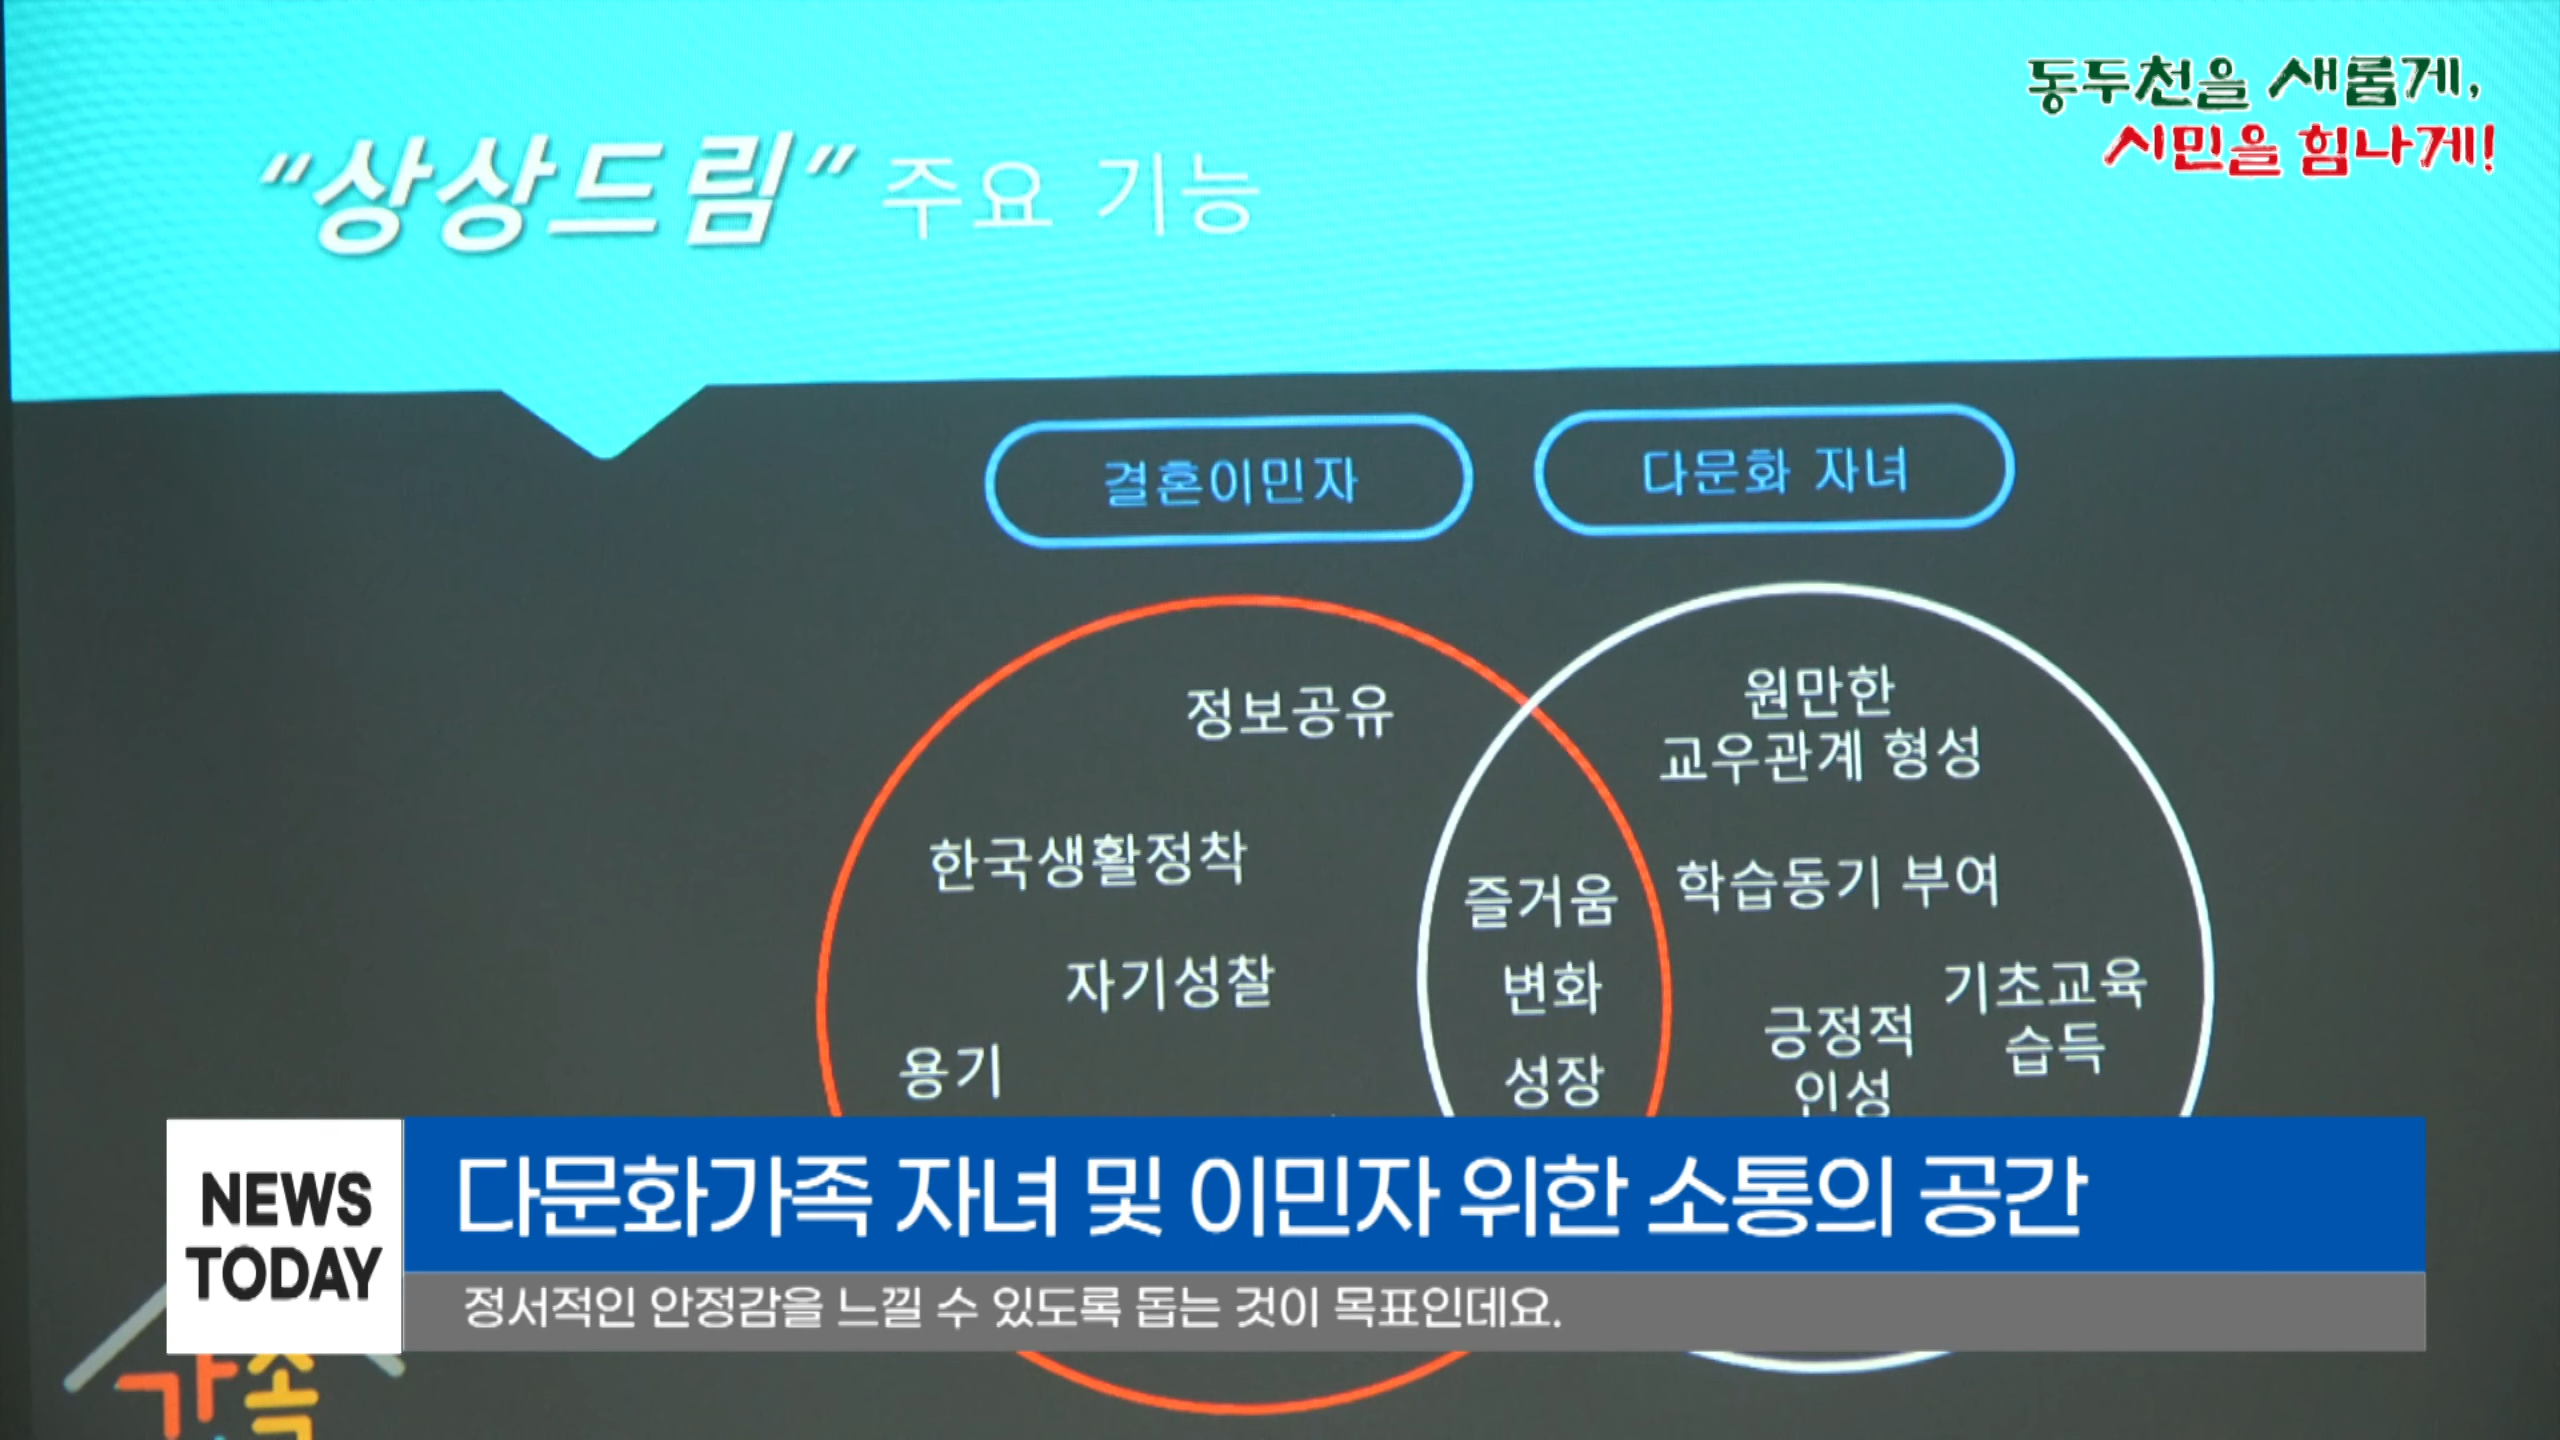 동두천을 새롭게,
시민을 힘나게!
"상상드림" 주요 기능
결혼이민자
다문화 자녀
정보공유
한국생활정착
자기성찰
용기
즐거움
변화
성장
원만한
교우관계 형성
학습동기 부여
기초교육
습득
긍정적
인성
NEWS
TODAY
다문화가족 자녀 및 이민자 위한 소통의 공간
정서적인 안정감을 느낄 수 있도록 돕는 것이 목표인데요.
가족